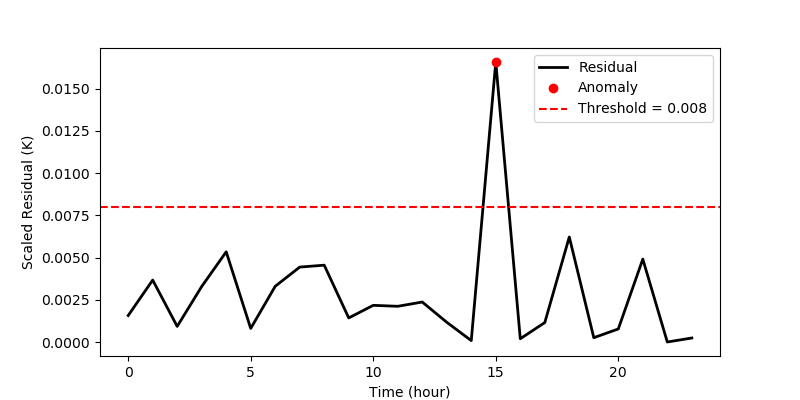 Residual
Anomaly
Threshold = 0.008
0.0150
0.0125
0.0100
0.0075
0.0050
0.0025
0.0000
Scaled Residual (K)
0 5 10 15 20
Time (hour)